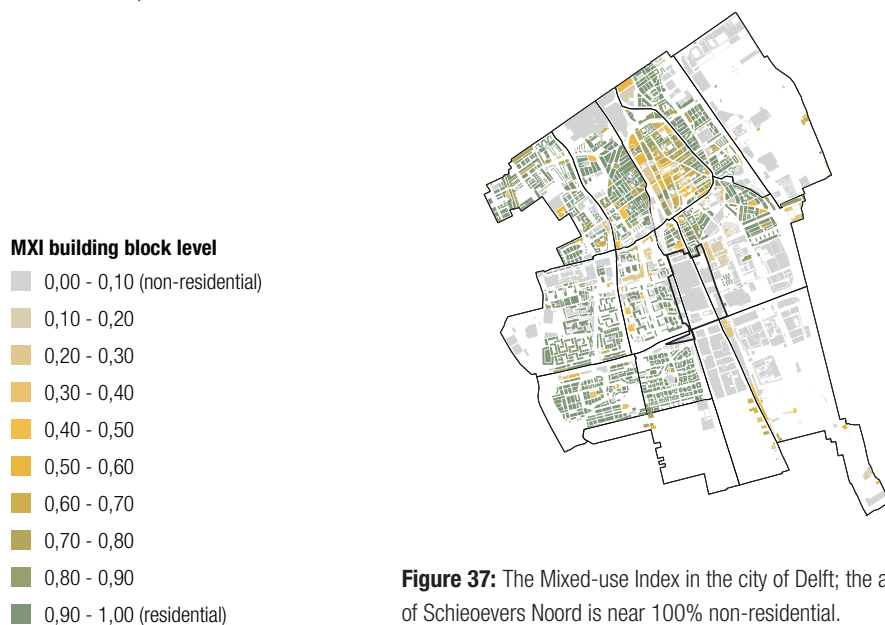 MXI building block level
0,00 - 0,10 (non-residential)
0,10 - 0,20
0,20 - 0,30
0,30 - 0,40
0,40 - 0,50
0,50 - 0,60
0,60 - 0,70
0,70 - 0,80
0,80 - 0,90
0,90 - 1,00 (residential)
Figure 37: The Mixed-use Index in the city of Delft; the a
of Schieoevers Noord is near 100% non-residential.